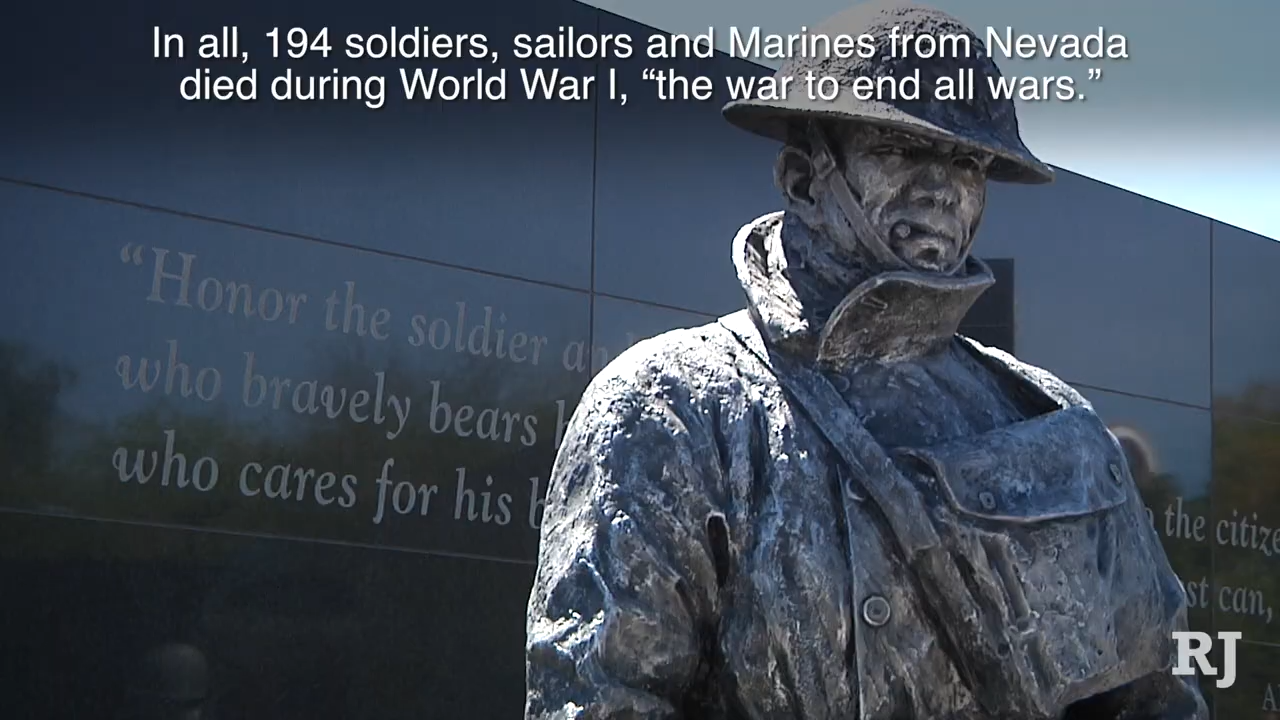 In all, 194 soldiers, sailors and Marines from Nevada
died during World War I, “the war to end all wars.”
“Honor the soldier
who bravely bears
who cares for his
the citize
st can,
RJ